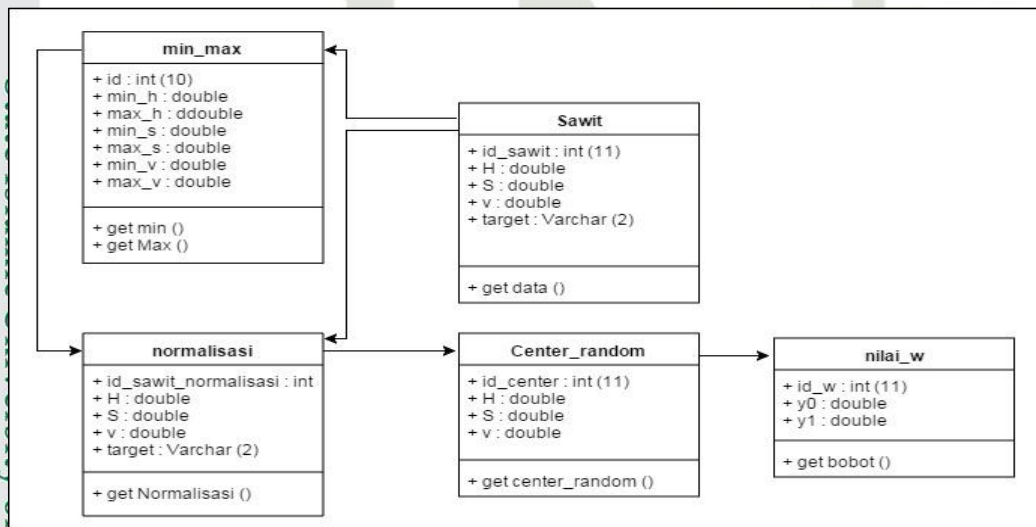 min_max
+ id : int (10)
+ min_h : double
+ max_h : ddouble
+ min_s : double
+ max_s : double
+ min_v : double
+ max_v : double
+ get min ()
+ get Max ()
Sawit
+ id_sawit : int (11)
+ H : double
+ S : double
+ v : double
+ target : Varchar (2)
+ get data ()
normalisasi
+ id_sawit_normalisasi : int
+ H : double
+ S : double
+ v : double
+ target : Varchar (2)
+ get Normalisasi ()
Center_random
+ id_center : int (11)
+ H : double
+ S : double
+ v : double
+ get center_random ()
nilai_w
+ id_w : int (11)
+ y0 : double
+ y1 : double
+ get bobot ()